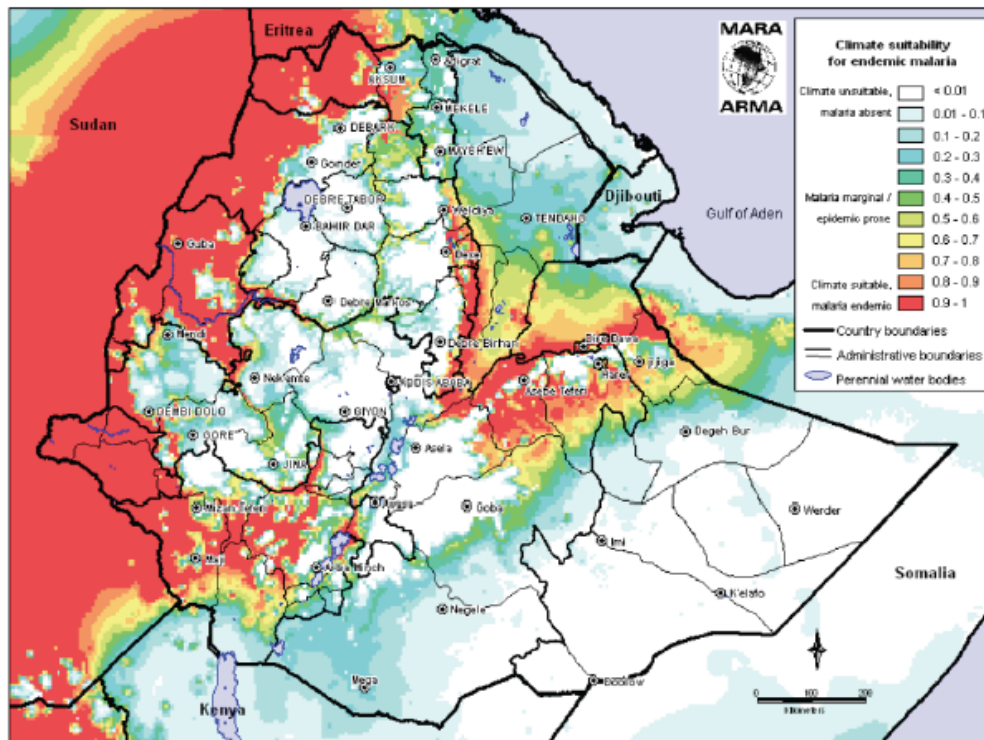 Eritrea
Sudan
Djibouti
Gulf of Aden
Somalia
Kenya
MARA
ARMA
Climate suitability
for endemic malaria
Climate unsuitable,
malaria absent
Malaria marginal /
epidemic prone
Climate suitable,
malaria endemic
< 0.01
0.01 - 0.1
0.1 - 0.2
0.2 - 0.3
0.3 - 0.4
0.4 - 0.5
0.5 - 0.6
0.6 - 0.7
0.7 - 0.8
0.8 - 0.9
0.9 - 1
Country boundaries
Administrative boundaries
Perennial water bodies
AKSUM
Adigrat
MEKELE
DEBARK
MAYCHEW
Gonder
DEBRE TABOR
BAHIR DAR
Weldiya
TENDAHO
Guba
Desei
Debre Markos
Mendi
Debre Birhan
Dire Dawa
Harer
Jijiga
Nekemte
ADDIS ABABA
Asebe Teferi
DEMBI DOLO
GIYON
GORE
Asela
Degeh Bur
JIMA
Mizan Teferi
Awasa
Goba
Werder
Maji
Arba Minch
Imi
K'elafo
Negele
Mega
0
100
200
kilometers